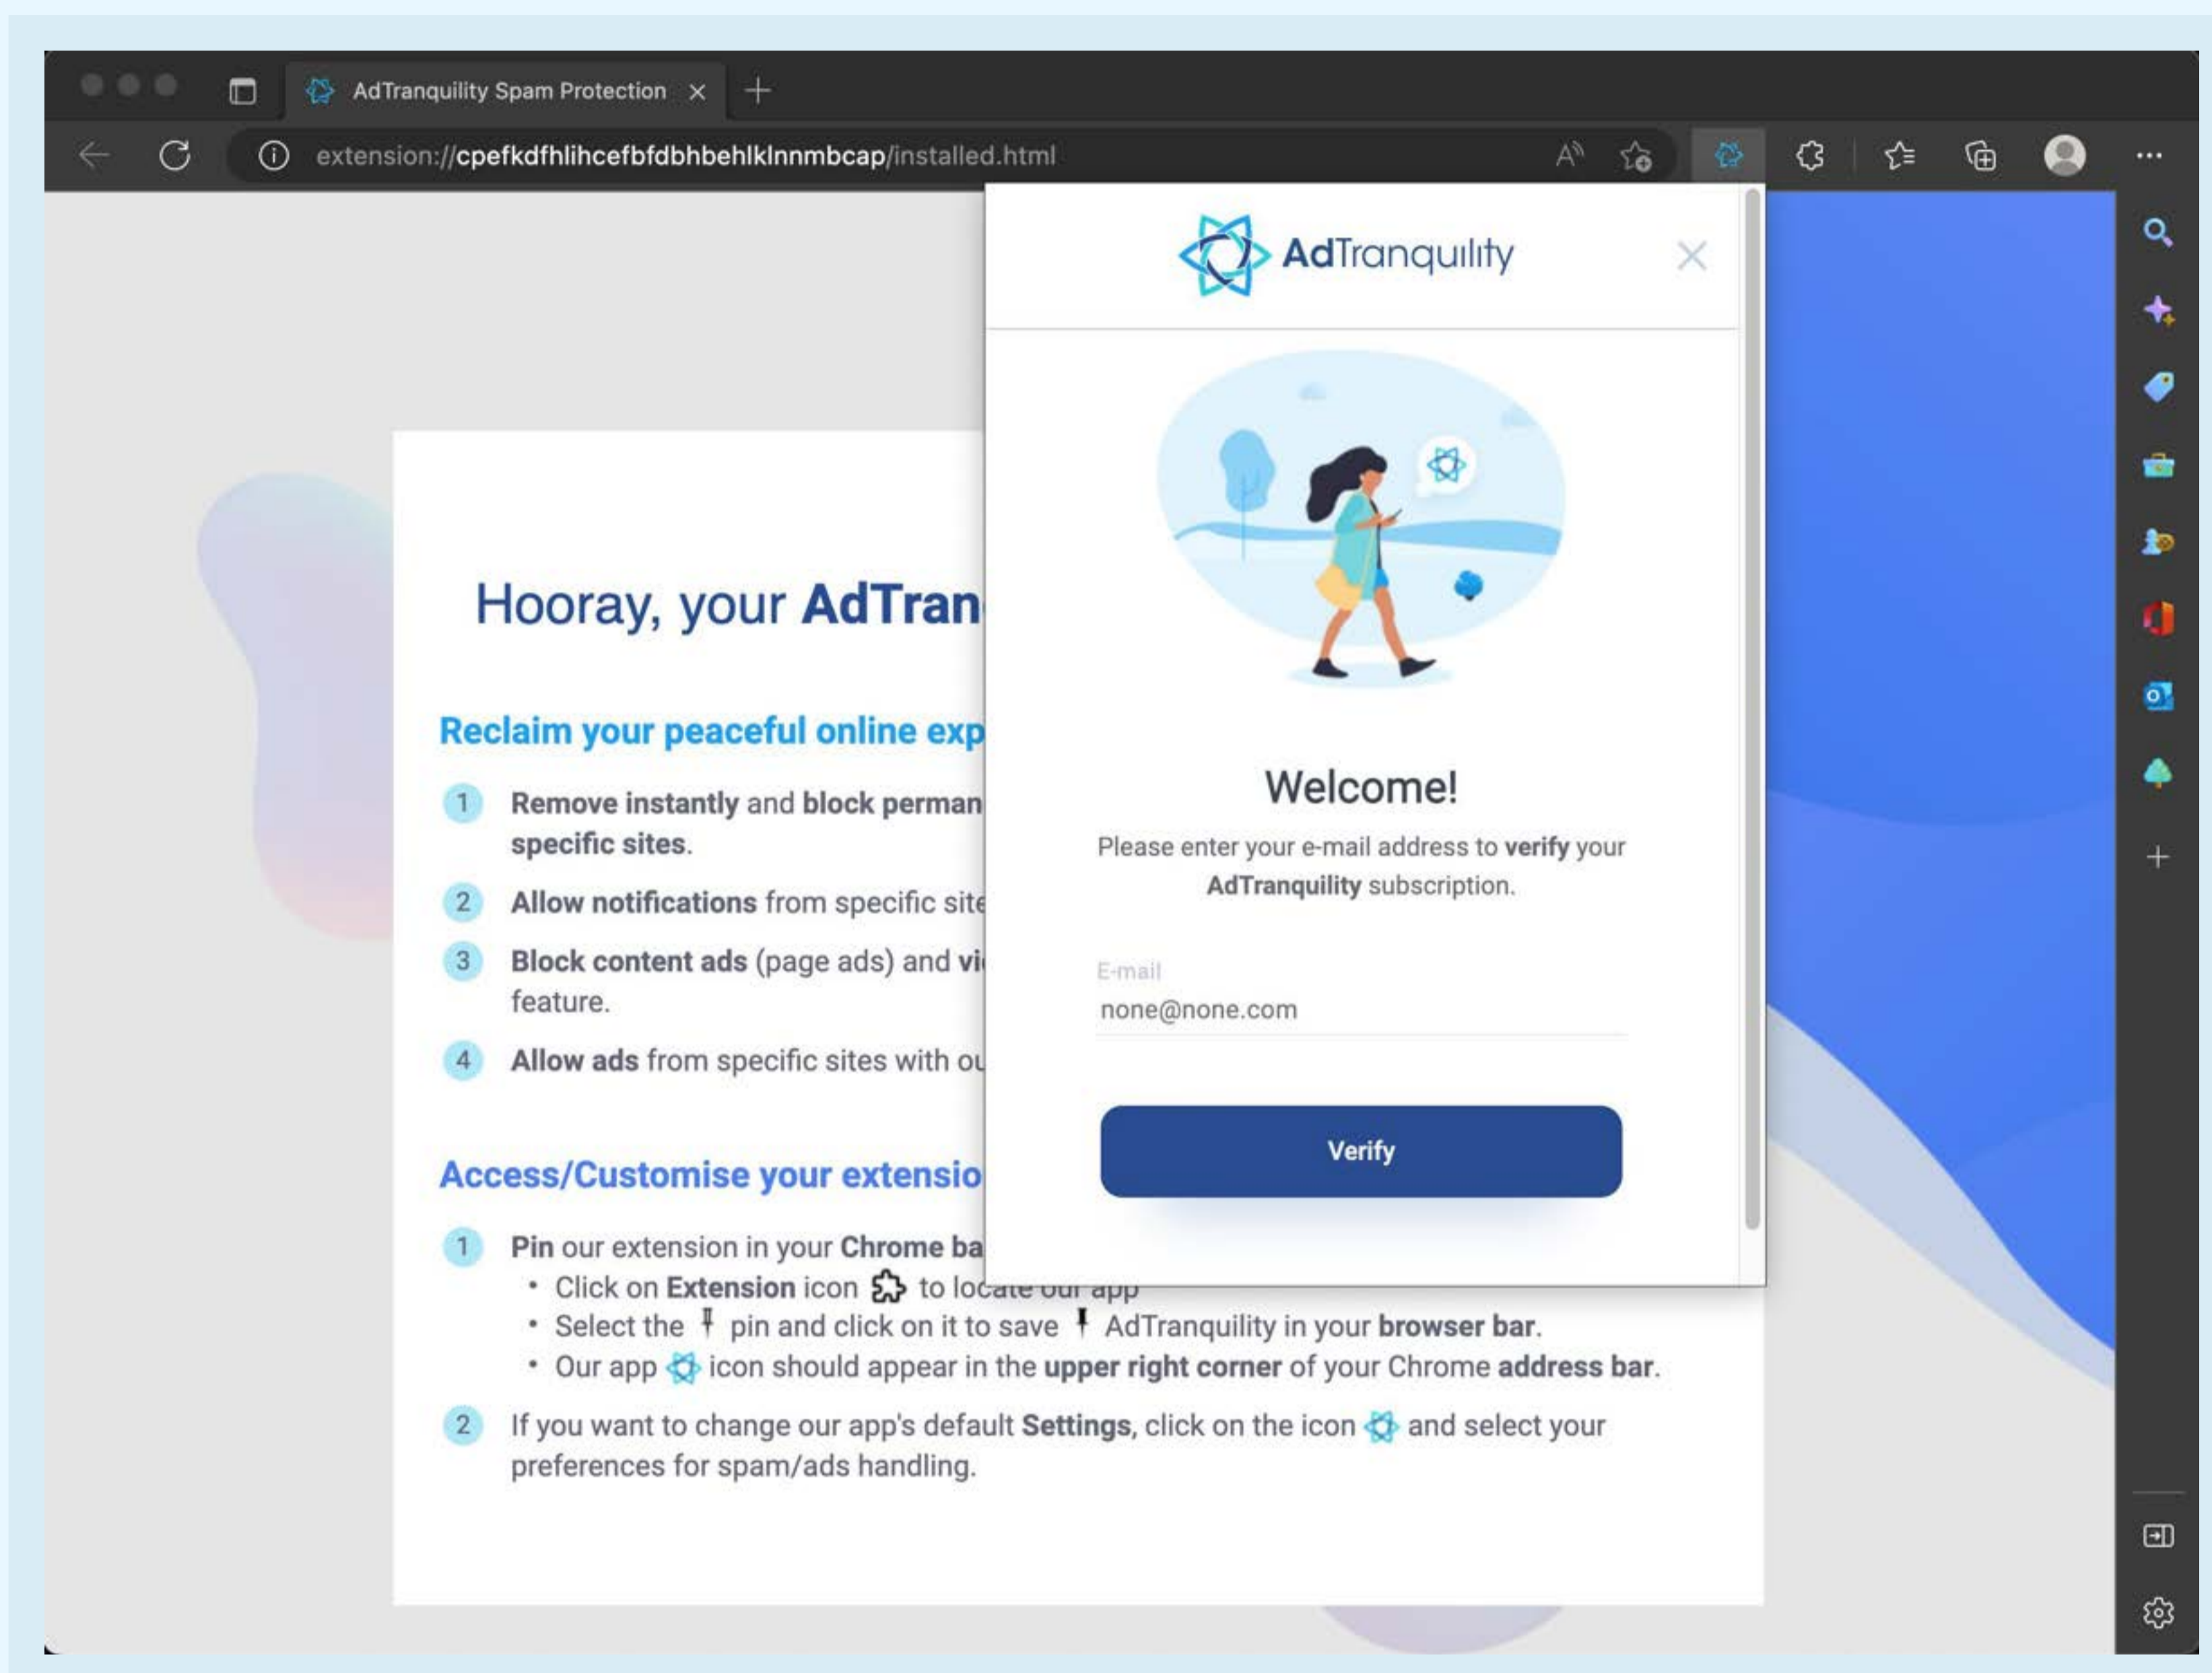 AdTranquility Spam Protection
extension://cpefkdfhlihcefbfdbhbehlklnnmbcap/installed.html
AdTranquility
Welcome!
Please enter your e-mail address to verify your
AdTranquility subscription.
E-mail
none@none.com
Verify
Hooray, your AdTran
Reclaim your peaceful online exp
1 Remove instantly and block perman
specific sites.
2 Allow notifications from specific site
3 Block content ads (page ads) and vi
feature.
4 Allow ads from specific sites with ou
Access/Customise your extensio
1 Pin our extension in your Chrome ba
• Click on Extension icon to locate our app
• Select the pin and click on it to save AdTranquility in your browser bar.
• Our app icon should appear in the upper right corner of your Chrome address bar.
2 If you want to change our app's default Settings, click on the icon and select your
preferences for spam/ads handling.